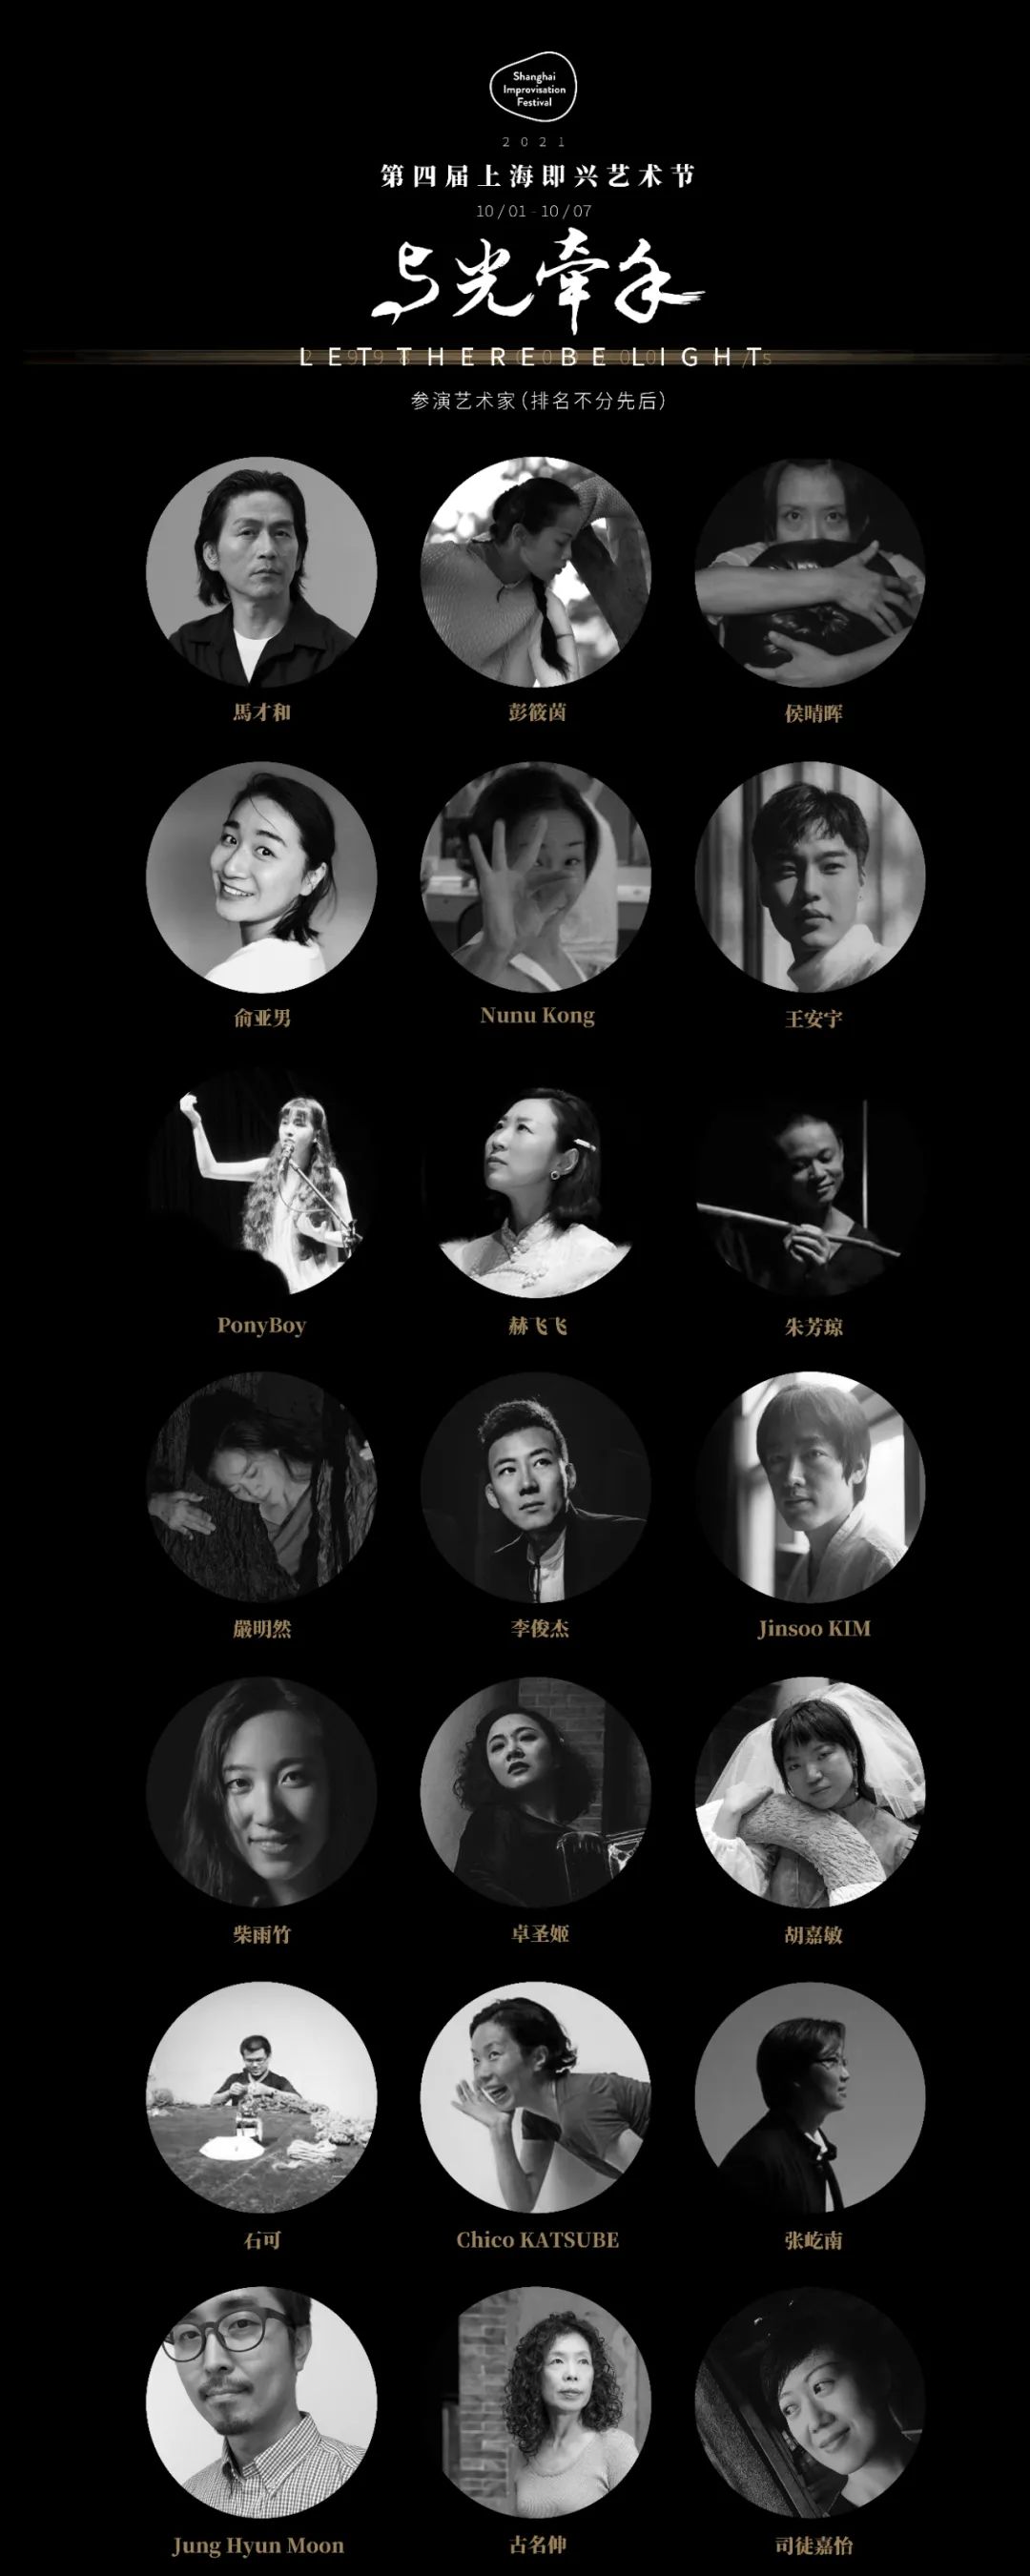 Shanghai
Improvisation
Festival
2021
第四届上海即兴艺术节
10/01 - 10/07
与光牵手
LET THERE BE LIGHT
参演艺术家(排名不分先后)
馬才和
彭筱茵
侯晴晖
俞亚男
Nunu Kong
王安宇
PonyBoy
赫飞飞
朱芳琼
嚴明然
李俊杰
Jinsoo KIM
柴雨竹
卓圣姬
胡嘉敏
石可
Chico KATSUBE
张屹南
Jung Hyun Moon
古名伸
司徒嘉怡